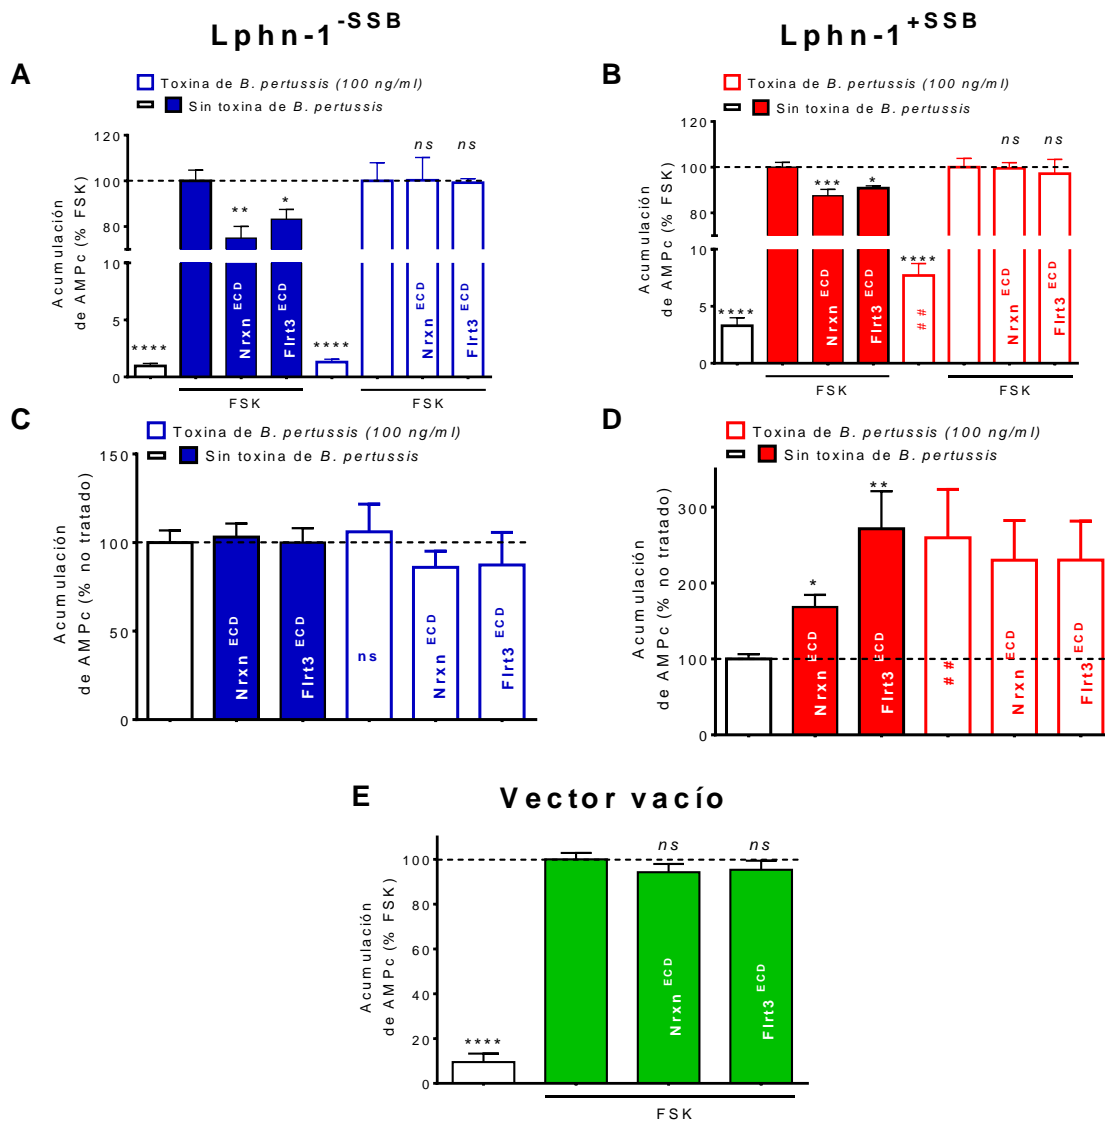 Lphn-1 -SSB
Lphn-1 +SSB
A
Toxina de B. pertussis (100 ng/ml)
Sin toxina de B. pertussis
Acumulación
de AMPc (% FSK)
120
100
80
10
5
0
****
**
*
****
ns
ns
Nrxn ECD
Flrt3 ECD
Nrxn ECD
Flrt3 ECD
FSK
FSK
B
Toxina de B. pertussis (100 ng/ml)
Sin toxina de B. pertussis
Acumulación
de AMPc (% FSK)
120
100
80
10
5
0
****
***
*
****
ns
ns
Nrxn ECD
Flrt3 ECD
##
Nrxn ECD
Flrt3 ECD
FSK
FSK
C
Toxina de B. pertussis (100 ng/ml)
Sin toxina de B. pertussis
Acumulación
de AMPc (% no tratado)
150
100
50
0
Nrxn ECD
Flrt3 ECD
ns
Nrxn ECD
Flrt3 ECD
D
Toxina de B. pertussis (100 ng/ml)
Sin toxina de B. pertussis
Acumulación
de AMPc (% no tratado)
300
200
100
0
*
**
Nrxn ECD
Flrt3 ECD
##
Nrxn ECD
Flrt3 ECD
E
Vector vacío
Acumulación
de AMPc (% FSK)
100
80
60
40
20
0
****
ns
ns
Nrxn ECD
Flrt3 ECD
FSK